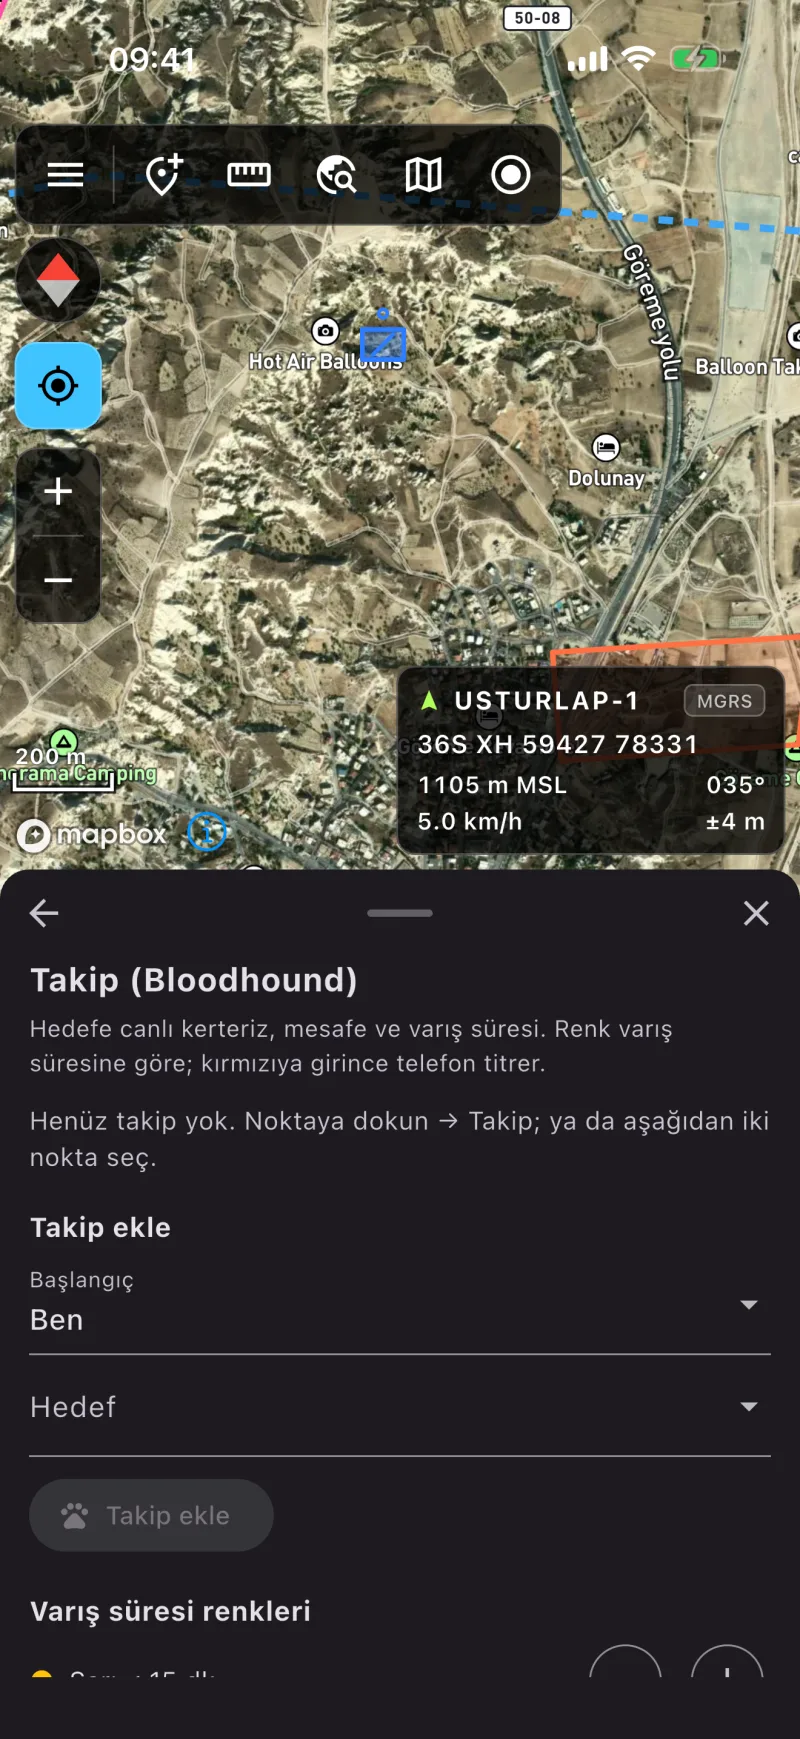 50-08
09:41
Göreme yolu
Hot Air Balloons
Balloon Tak
Dolunay
USTURLAP-1
MGRS
36S XH 59427 78331
1105 m MSL
035°
5.0 km/h
±4 m
200 m
norama Camping
mapbox
Takip (Bloodhound)
Hedefe canlı kerteriz, mesafe ve varış süresi. Renk varış
süresine göre; kırmızıya girince telefon titrer.
Henüz takip yok. Noktaya dokun → Takip; ya da aşağıdan iki
nokta seç.
Takip ekle
Başlangıç
Ben
Hedef
Takip ekle
Varış süresi renkleri